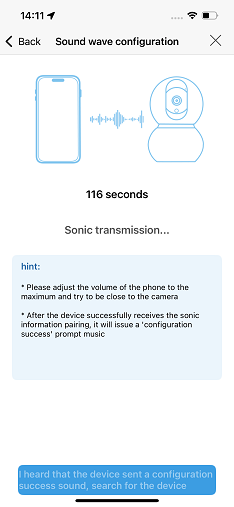 14:11
Back Sound wave configuration
116 seconds
Sonic transmission...
hint:
* Please adjust the volume of the phone to the
maximum and try to be close to the camera
* After the device successfully receives the sonic
information pairing, it will issue a 'configuration
success' prompt music
I heard that the device sent a configuration
success sound, search for the device